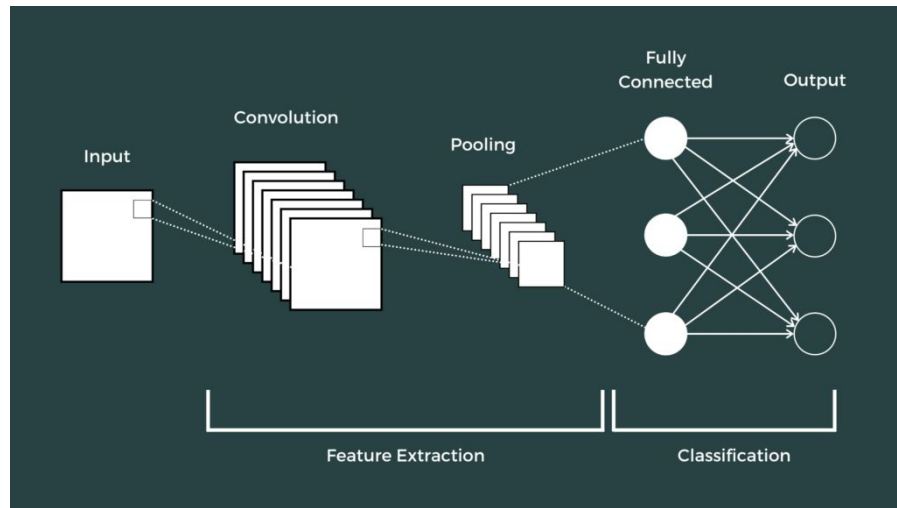 Input
Convolution
Pooling
Fully
Connected
Output
Feature Extraction
Classification